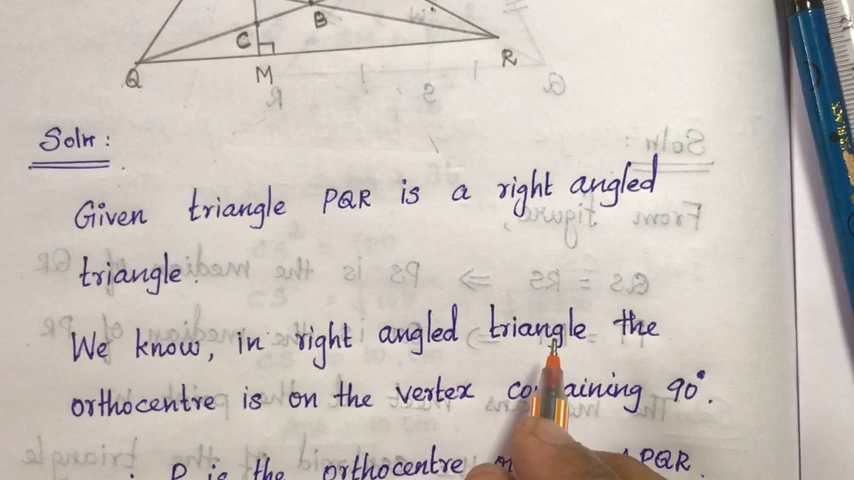 B
C
Q
M
R
Soln:
Given triangle PQR is a right angled
triangle.
We know, in right angled triangle the
orthocentre is on the vertex containing 90°.
∴ P is the orthocentre PQR.